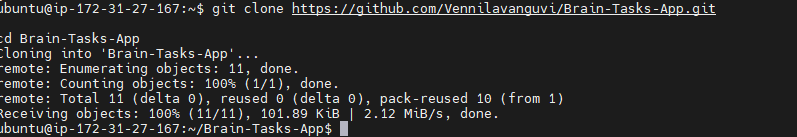 ubuntu@ip-172-31-27-167:~$ git clone https://github.com/Vennilavanguvi/Brain-Tasks-App.git
cd Brain-Tasks-App
Cloning into 'Brain-Tasks-App'...
remote: Enumerating objects: 11, done.
remote: Counting objects: 100% (1/1), done.
remote: Total 11 (delta 0), reused 0 (delta 0), pack-reused 10 (from 1)
Receiving objects: 100% (11/11), 101.89 KiB | 2.12 MiB/s, done.
ubuntu@ip-172-31-27-167:~/Brain-Tasks-App$